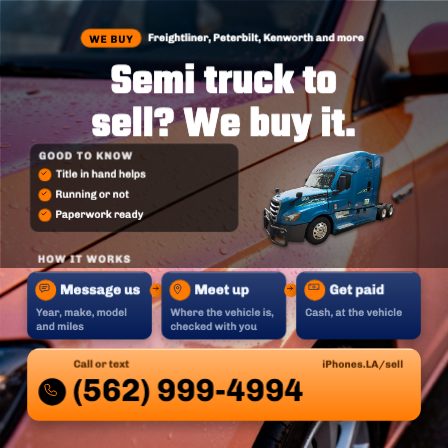 WE BUY Freightliner, Peterbilt, Kenworth and more
Semi truck to
sell? We buy it.
GOOD TO KNOW
Title in hand helps
Running or not
Paperwork ready
HOW IT WORKS
Message us
Year, make, model
and miles
Meet up
Where the vehicle is,
checked with you
Get paid
Cash, at the vehicle
Call or text
iPhones.LA/sell
(562) 999-4994